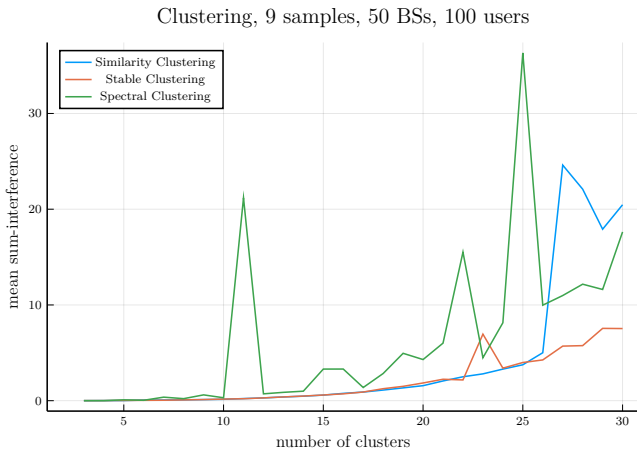 Clustering, 9 samples, 50 BSs, 100 users
Similarity Clustering
Stable Clustering
Spectral Clustering
mean sum-interference
30
20
10
0
5
10
15
20
25
30
number of clusters